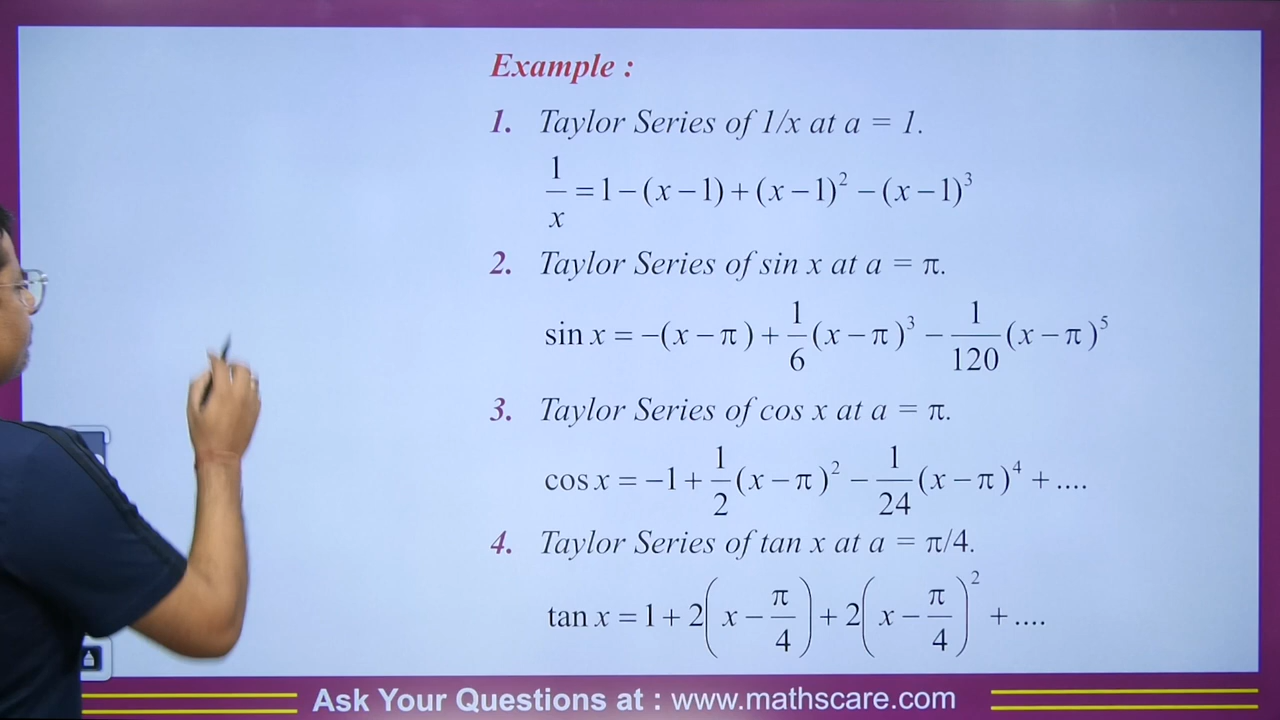 Example :
1. Taylor Series of 1/x at a = 1.
1/x = 1 − (x − 1) + (x − 1)² − (x − 1)³
2. Taylor Series of sin x at a = π.
sin x = −(x − π) + 1/6 (x − π)³ − 1/120 (x − π)⁵
3. Taylor Series of cos x at a = π.
cos x = −1 + 1/2 (x − π)² − 1/24 (x − π)⁴ + ....
4. Taylor Series of tan x at a = π/4.
tan x = 1 + 2(x − π/4) + 2(x − π/4)² + ....
Ask Your Questions at : www.mathscare.com